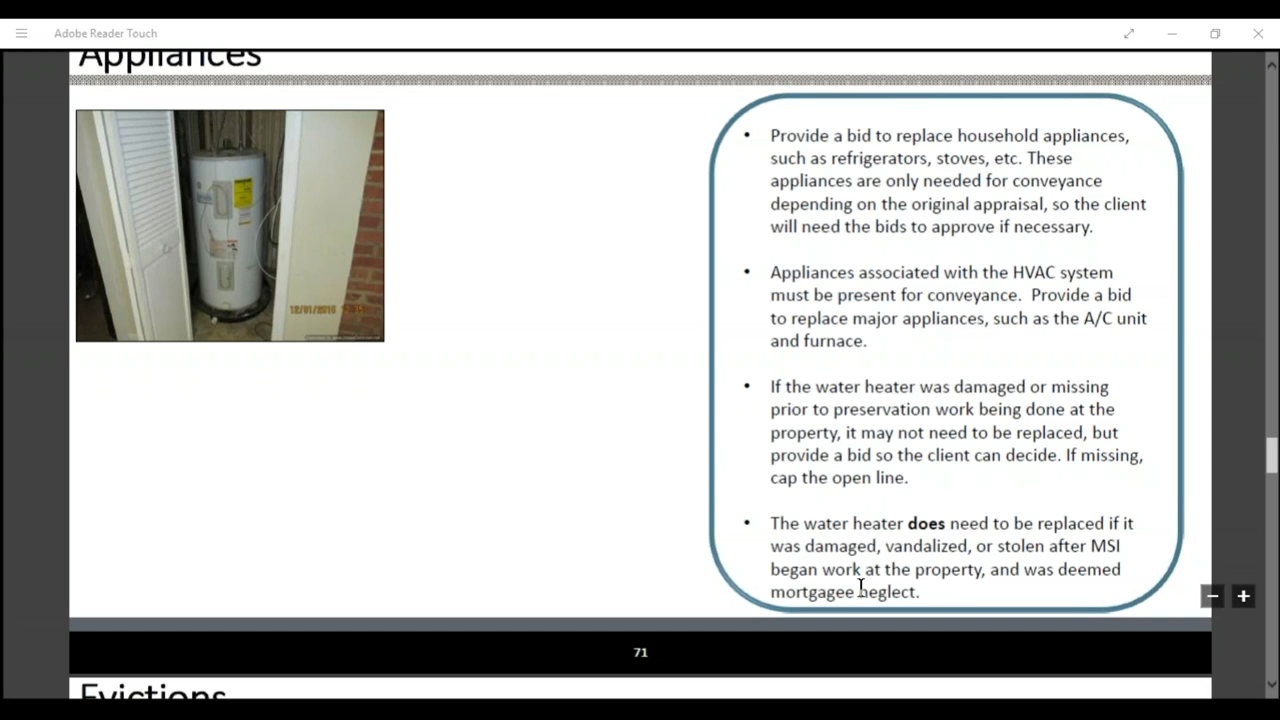 Adobe Reader Touch
Appliances
• Provide a bid to replace household appliances,
such as refrigerators, stoves, etc. These
appliances are only needed for conveyance
depending on the original appraisal, so the client
will need the bids to approve if necessary.
• Appliances associated with the HVAC system
must be present for conveyance. Provide a bid
to replace major appliances, such as the A/C unit
and furnace.
• If the water heater was damaged or missing
prior to preservation work being done at the
property, it may not need to be replaced, but
provide a bid so the client can decide. If missing,
cap the open line.
• The water heater does need to be replaced if it
was damaged, vandalized, or stolen after MSI
began work at the property, and was deemed
mortgagee neglect.
71
Evictions